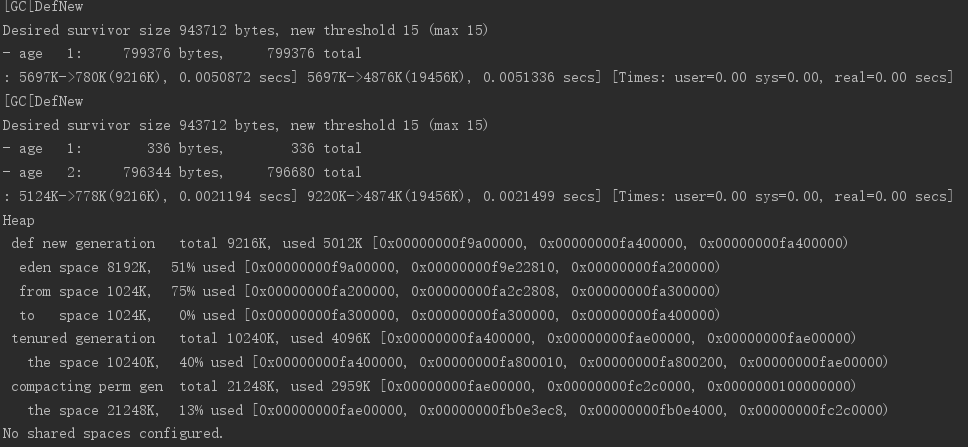 [GC[DefNew
Desired survivor size 943712 bytes, new threshold 15 (max 15)
- age   1:     799376 bytes,     799376 total
: 5697K->780K(9216K), 0.0050872 secs] 5697K->4876K(19456K), 0.0051336 secs] [Times: user=0.00 sys=0.00, real=0.00 secs]
[GC[DefNew
Desired survivor size 943712 bytes, new threshold 15 (max 15)
- age   1:        336 bytes,        336 total
- age   2:     796344 bytes,     796680 total
: 5124K->778K(9216K), 0.0021194 secs] 9220K->4874K(19456K), 0.0021499 secs] [Times: user=0.00 sys=0.00, real=0.00 secs]
Heap
 def new generation   total 9216K, used 5012K [0x00000000f9a00000, 0x00000000fa400000, 0x00000000fa400000)
  eden space 8192K,  51% used [0x00000000f9a00000, 0x00000000f9e22810, 0x00000000fa200000)
  from space 1024K,  75% used [0x00000000fa200000, 0x00000000fa2c2808, 0x00000000fa300000)
  to   space 1024K,   0% used [0x00000000fa300000, 0x00000000fa300000, 0x00000000fa400000)
 tenured generation   total 10240K, used 4096K [0x00000000fa400000, 0x00000000fae00000, 0x00000000fae00000)
   the space 10240K,  40% used [0x00000000fa400000, 0x00000000fa800010, 0x00000000fa800200, 0x00000000fae00000)
 compacting perm gen  total 21248K, used 2959K [0x00000000fae00000, 0x00000000fc2c0000, 0x0000000100000000)
   the space 21248K,  13% used [0x00000000fae00000, 0x00000000fb0e3ec8, 0x00000000fb0e4000, 0x00000000fc2c0000)
No shared spaces configured.